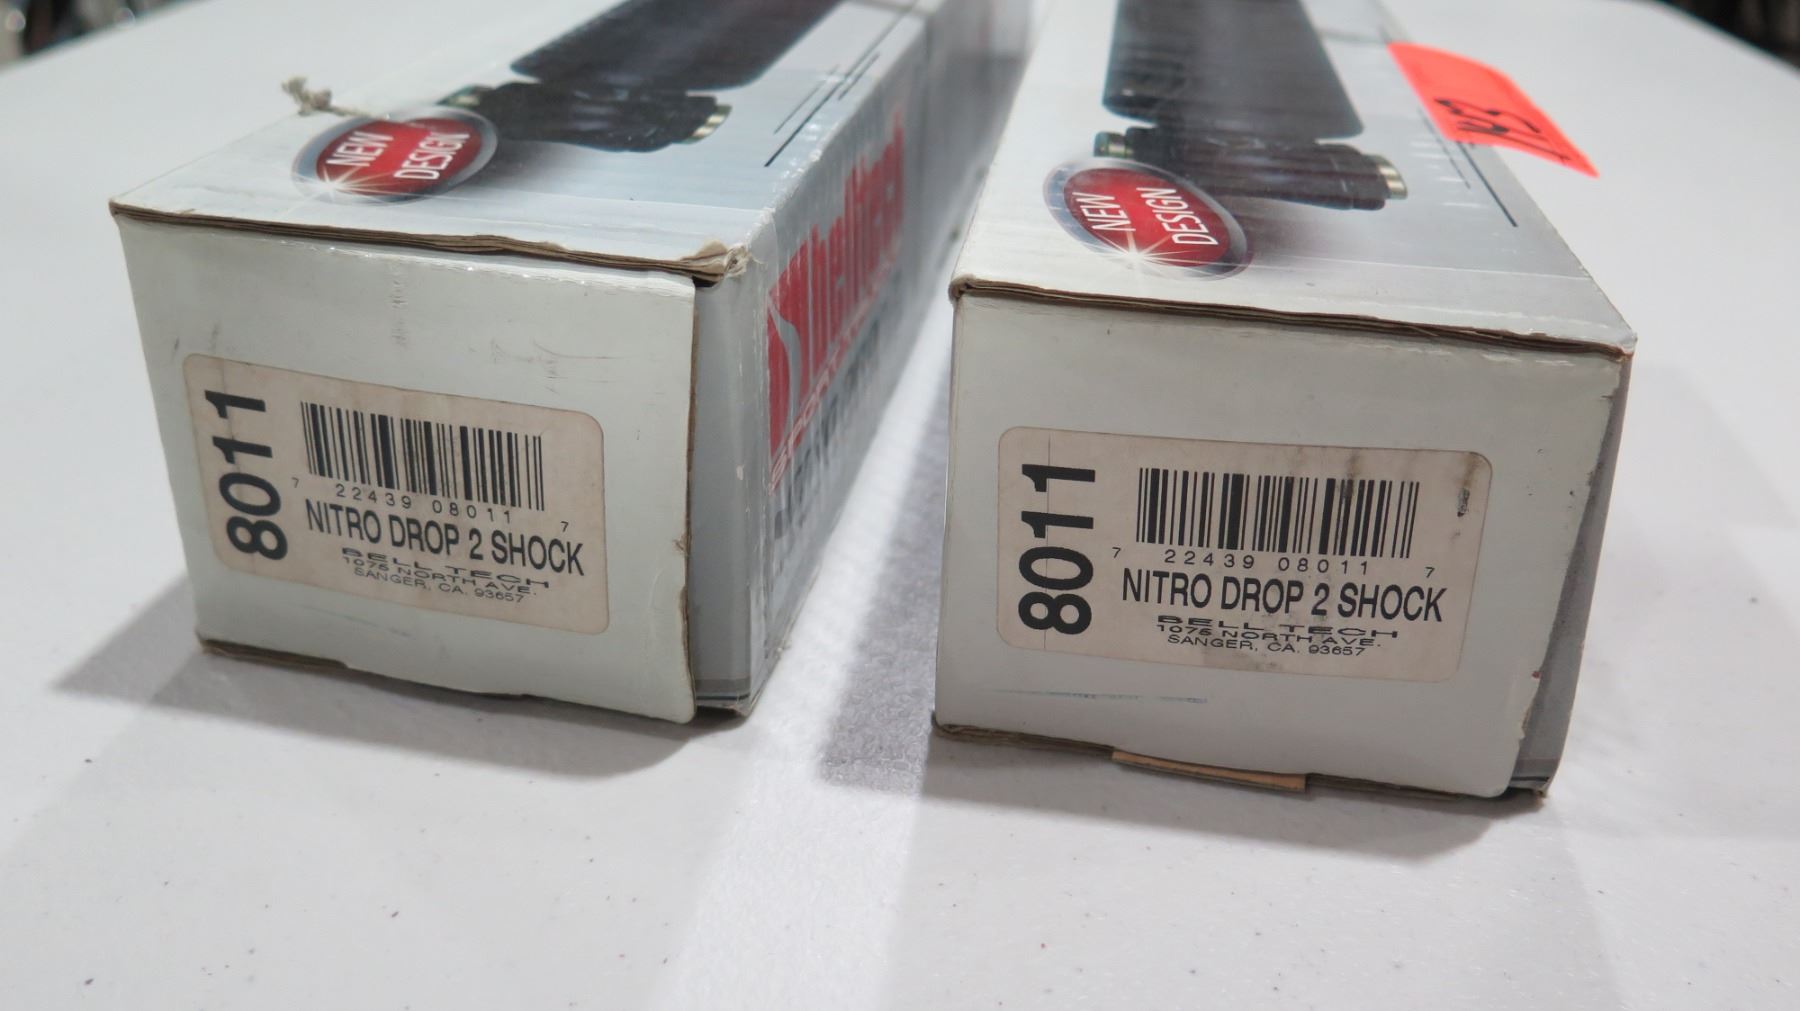 NEW
DESIGN
belltech
SPORT
8011
7 22439 08011 7
NITRO DROP 2 SHOCK
BELL TECH
1075 NORTH AVE.
SANGER, CA. 93657
NEW
DESIGN
8011
7 22439 08011 7
NITRO DROP 2 SHOCK
BELL TECH
1075 NORTH AVE.
SANGER, CA. 93657